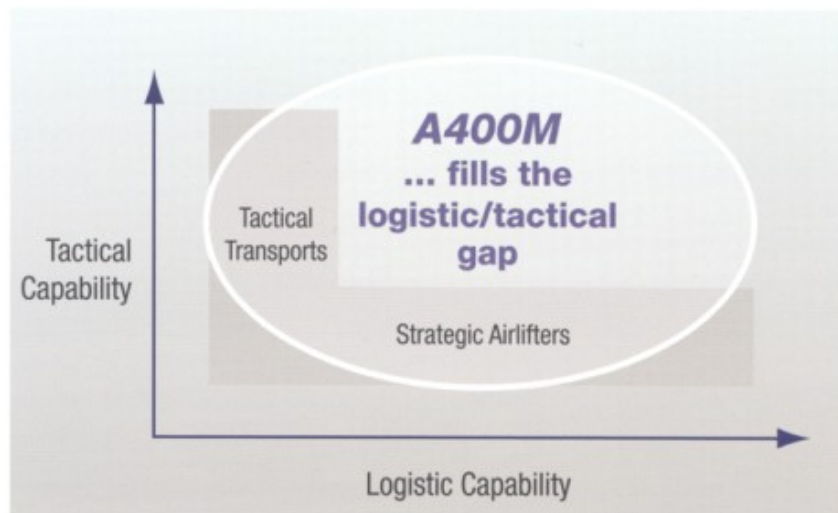 A400M
... fills the
logistic/tactical
gap
Tactical
Transports
Tactical
Capability
Strategic Airlifters
Logistic Capability